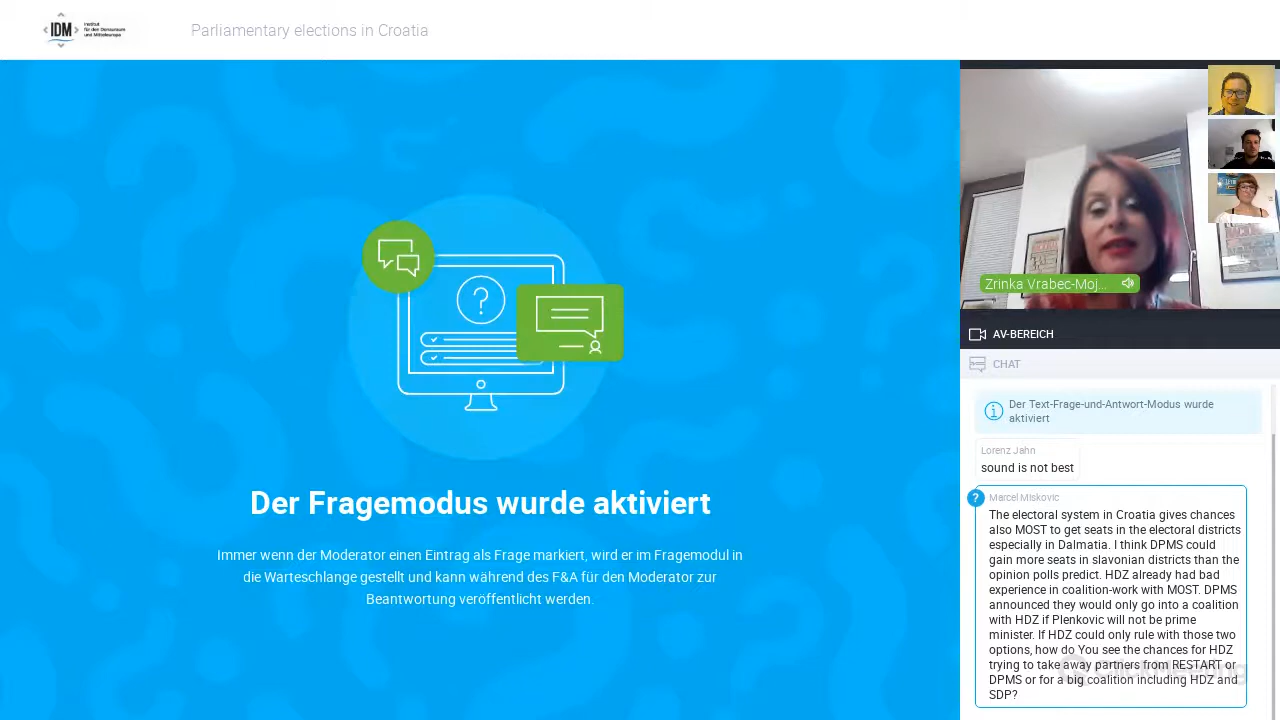 IDM
Institut
für den Donauraum
und Mitteleuropa
Parliamentary elections in Croatia
Der Fragemodus wurde aktiviert
Immer wenn der Moderator einen Eintrag als Frage markiert, wird er im Fragemodul in
die Warteschlange gestellt und kann während des F&A für den Moderator zur
Beantwortung veröffentlicht werden.
Zrinka Vrabec-Moj...
AV-BEREICH
CHAT
Der Text-Frage-und-Antwort-Modus wurde
aktiviert
Lorenz Jahn
sound is not best
?
Marcel Miskovic
The electoral system in Croatia gives chances
also MOST to get seats in the electoral districts
especially in Dalmatia. I think DPMS could
gain more seats in slavonian districts than the
opinion polls predict. HDZ already had bad
experience in coalition-work with MOST. DPMS
announced they would only go into a coalition
with HDZ if Plenkovic will not be prime
minister. If HDZ could only rule with those two
options, how do You see the chances for HDZ
trying to take away partners from RESTART or
DPMS or for a big coalition including HDZ and
SDP?